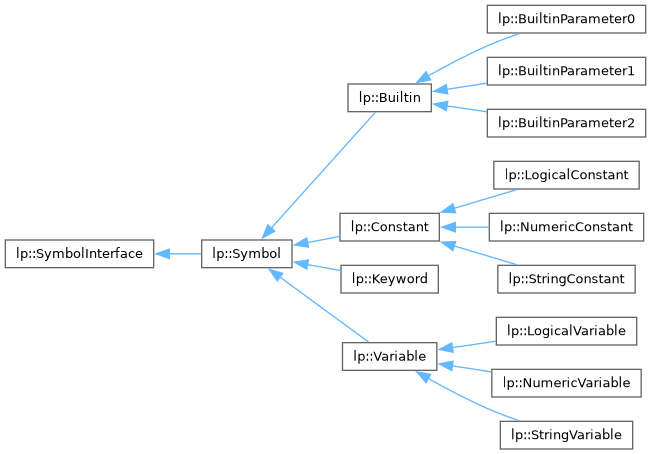 lp::BuiltinParameter0
lp::BuiltinParameter1
lp::Builtin
lp::BuiltinParameter2
lp::LogicalConstant
lp::Constant
lp::NumericConstant
lp::SymbolInterface
lp::Symbol
lp::Keyword
lp::StringConstant
lp::LogicalVariable
lp::Variable
lp::NumericVariable
lp::StringVariable